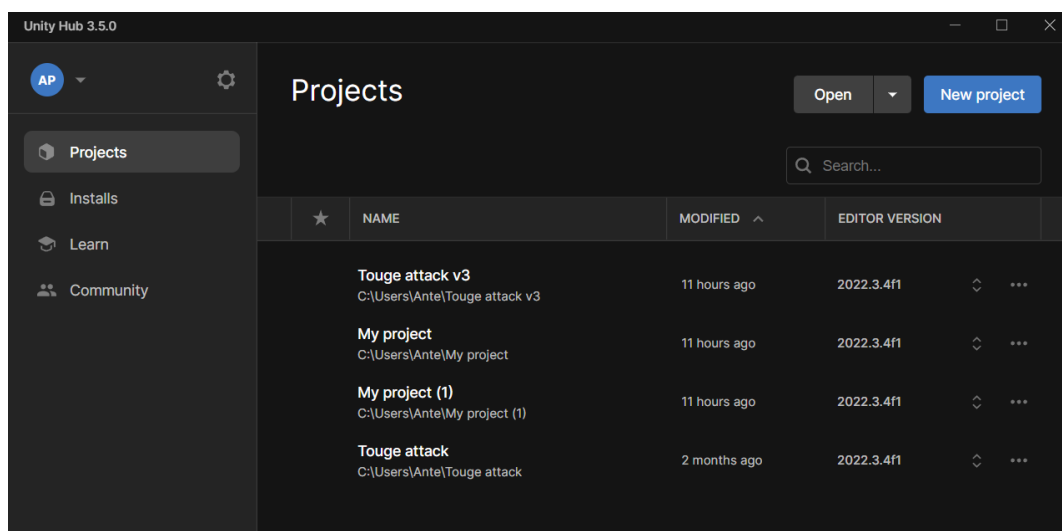 Unity Hub 3.5.0
AP
Projects
Installs
Learn
Community
Projects
Open
New project
Search...
NAME MODIFIED EDITOR VERSION
Touge attack v3
C:\Users\Ante\Touge attack v3
11 hours ago 2022.3.4f1
My project
C:\Users\Ante\My project
11 hours ago 2022.3.4f1
My project (1)
C:\Users\Ante\My project (1)
11 hours ago 2022.3.4f1
Touge attack
C:\Users\Ante\Touge attack
2 months ago 2022.3.4f1